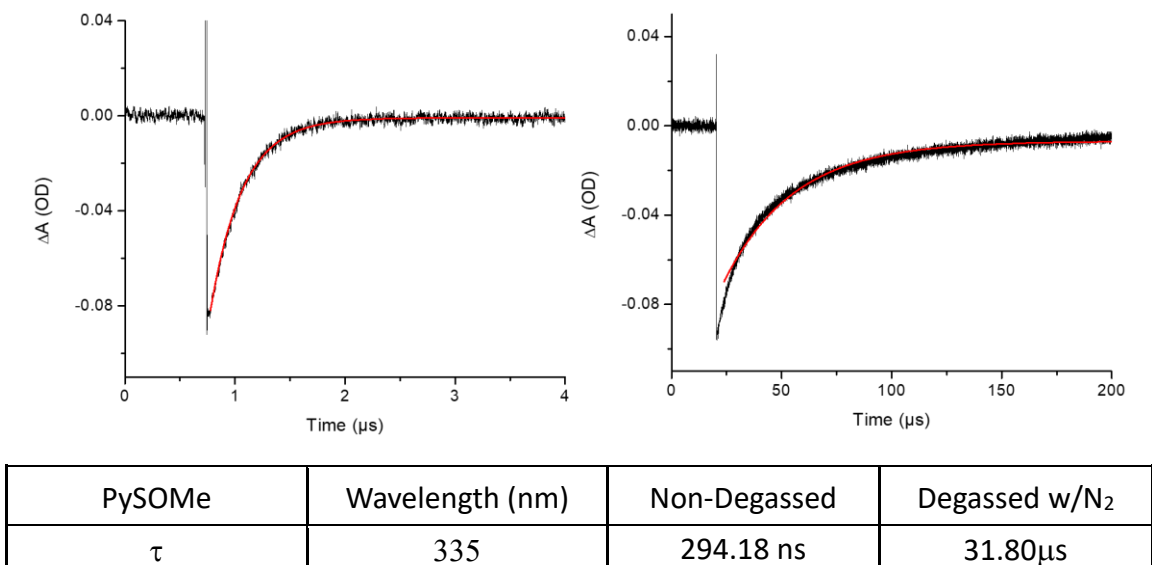 0.04
0.00
-0.04
-0.08
ΔA (OD)
0 1 2 3 4
Time (µs)
0.04
0.00
-0.04
-0.08
ΔA (OD)
0 50 100 150 200
Time (µs)
PySOMe Wavelength (nm) Non-Degassed Degassed w/N₂
τ 335 294.18 ns 31.80µs